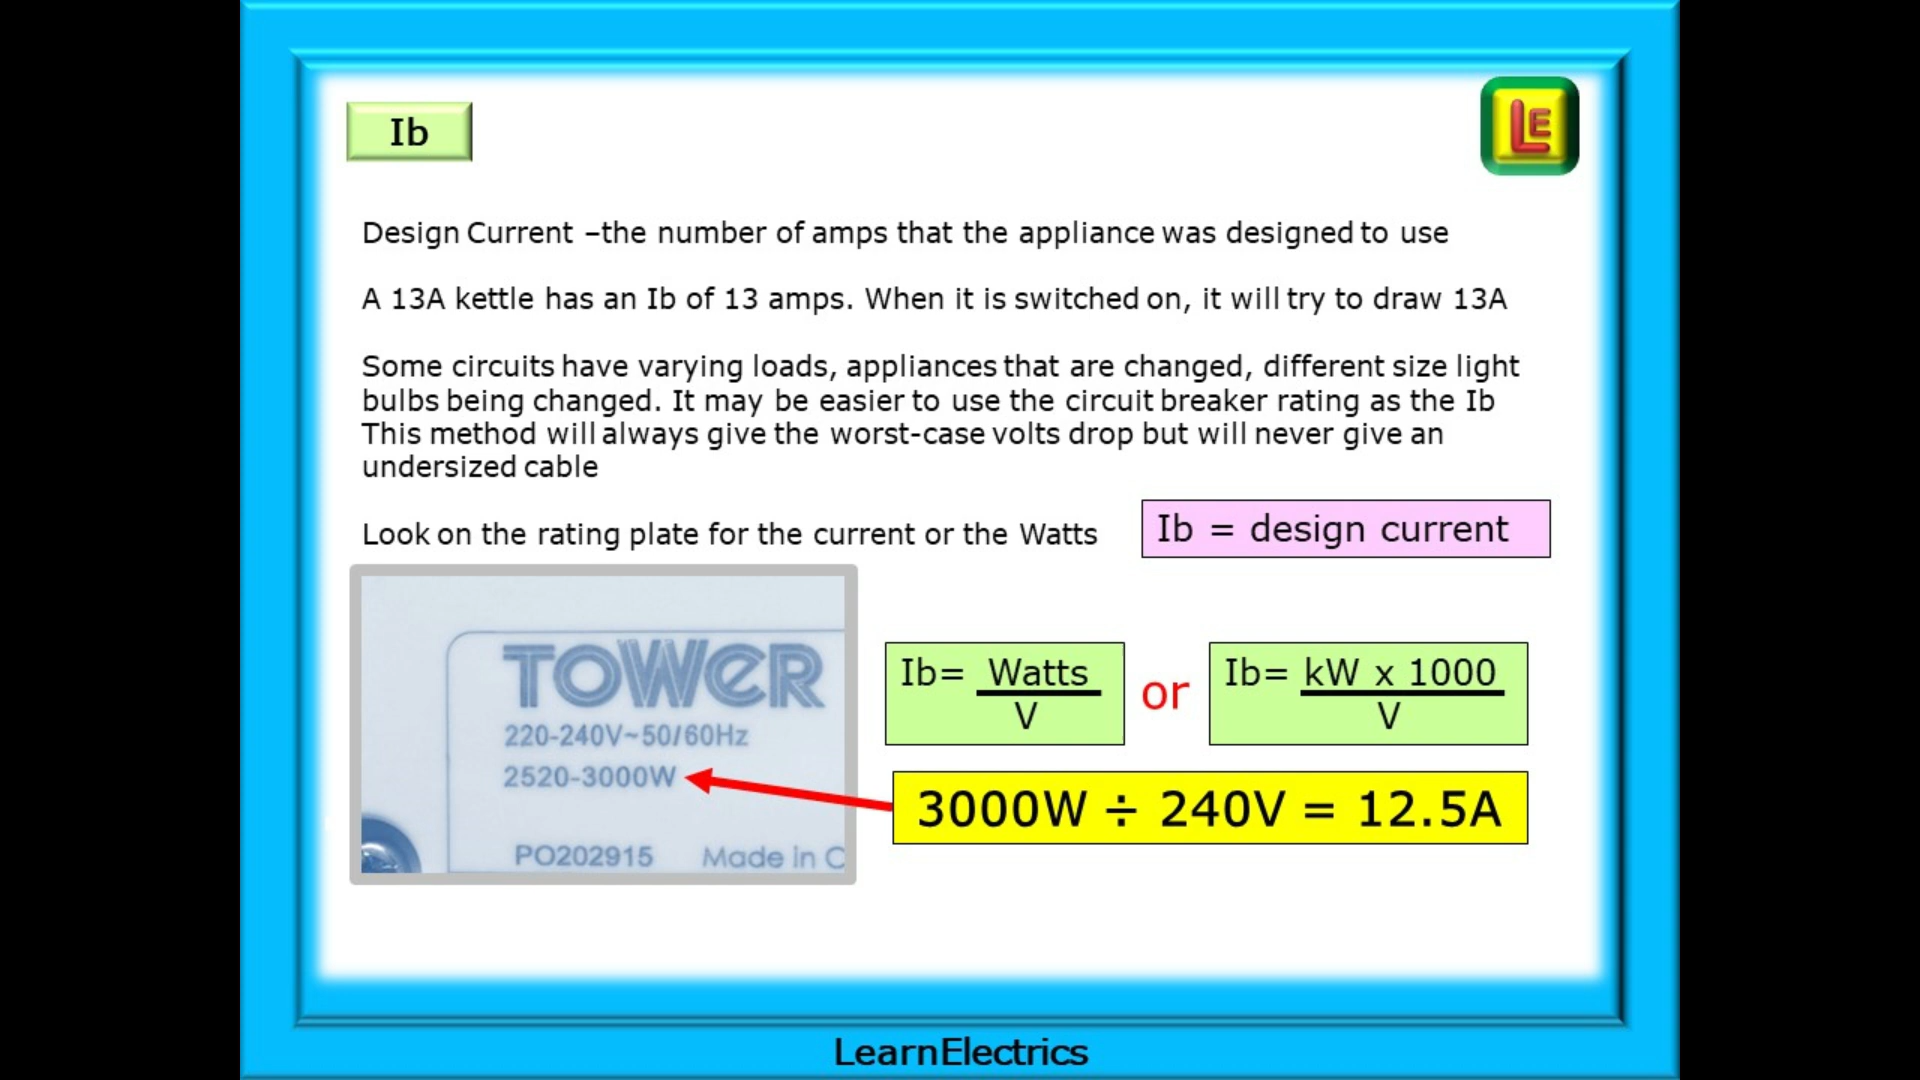 Ib
LE
Design Current –the number of amps that the appliance was designed to use
A 13A kettle has an Ib of 13 amps. When it is switched on, it will try to draw 13A
Some circuits have varying loads, appliances that are changed, different size light
bulbs being changed. It may be easier to use the circuit breaker rating as the Ib
This method will always give the worst-case volts drop but will never give an
undersized cable
Look on the rating plate for the current or the Watts
Ib = design current
TOWER
220-240V~50/60Hz
2520-3000W
PO202915 Made in C
Ib= Watts
V
or
Ib= kW x 1000
V
3000W ÷ 240V = 12.5A
LearnElectrics